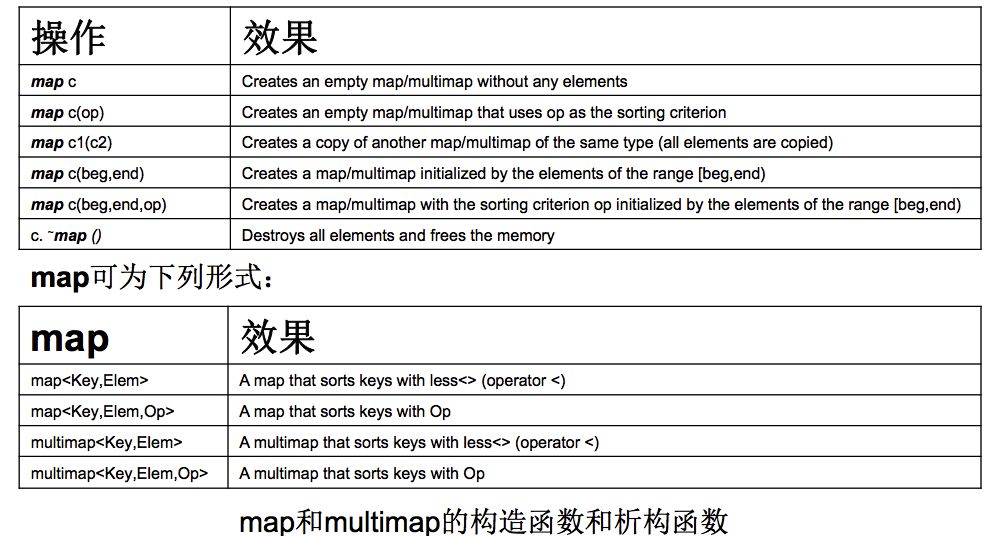 操作 效果
map c Creates an empty map/multimap without any elements
map c(op) Creates an empty map/multimap that uses op as the sorting criterion
map c1(c2) Creates a copy of another map/multimap of the same type (all elements are copied)
map c(beg,end) Creates a map/multimap initialized by the elements of the range [beg,end)
map c(beg,end,op) Creates a map/multimap with the sorting criterion op initialized by the elements of the range [beg,end)
c. ~map () Destroys all elements and frees the memory
map可为下列形式：
map 效果
map<Key,Elem> A map that sorts keys with less<> (operator <)
map<Key,Elem,Op> A map that sorts keys with Op
multimap<Key,Elem> A multimap that sorts keys with less<> (operator <)
multimap<Key,Elem,Op> A multimap that sorts keys with Op
map和multimap的构造函数和析构函数